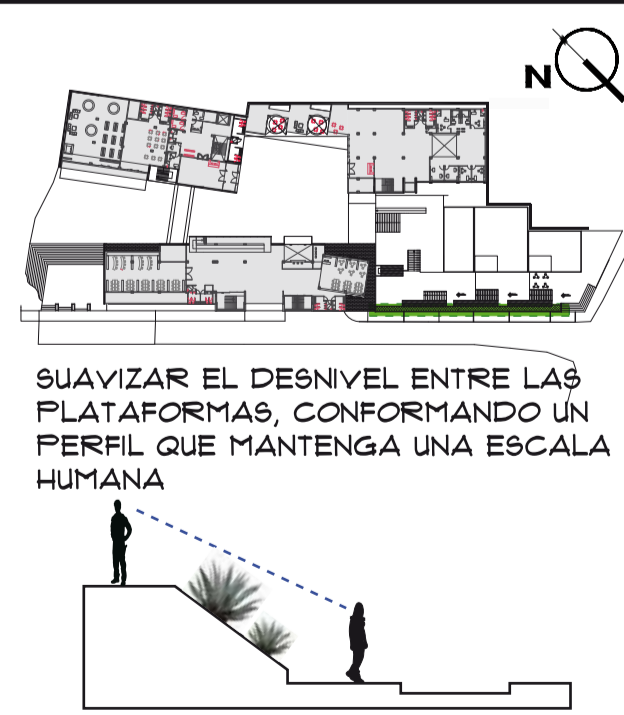 N
SUAVIZAR EL DESNIVEL ENTRE LAS
PLATAFORMAS, CONFORMANDO UN
PERFIL QUE MANTENGA UNA ESCALA
HUMANA